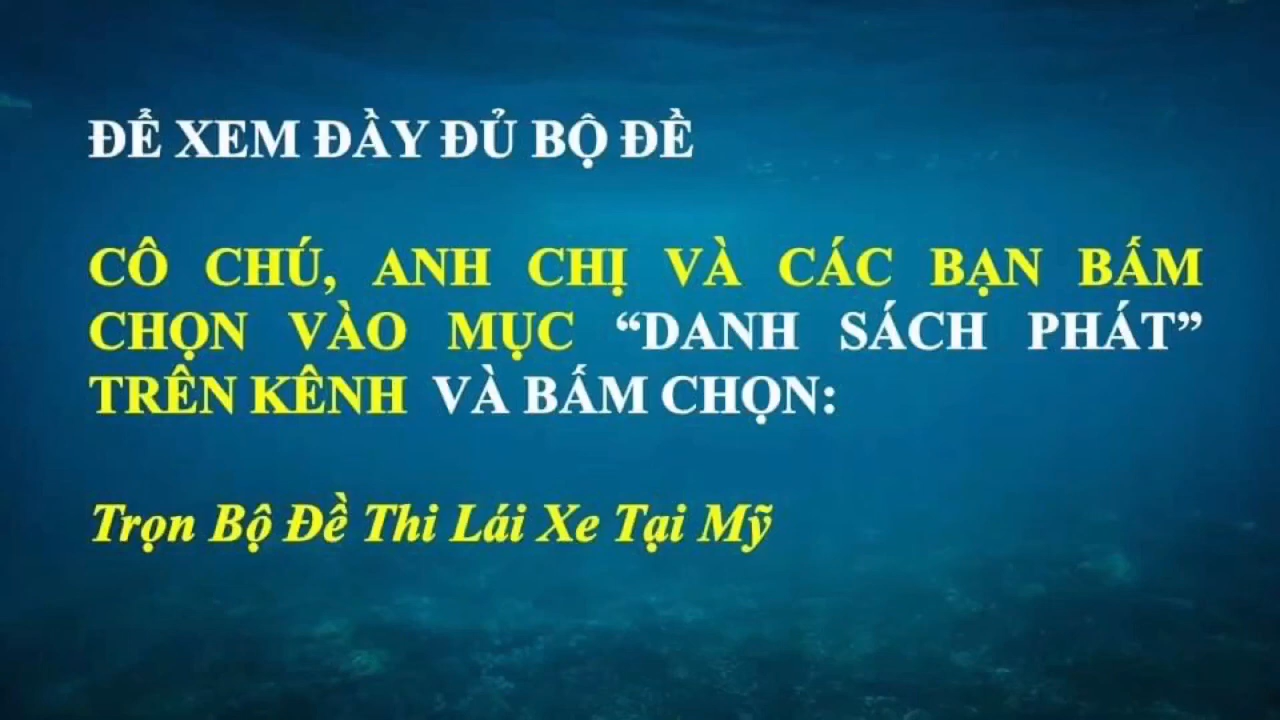 ĐỂ XEM ĐẦY ĐỦ BỘ ĐỀ
CÔ CHÚ, ANH CHỊ VÀ CÁC BẠN BẤM
CHỌN VÀO MỤC “DANH SÁCH PHÁT”
TRÊN KÊNH VÀ BẤM CHỌN:
Trọn Bộ Đề Thi Lái Xe Tại Mỹ